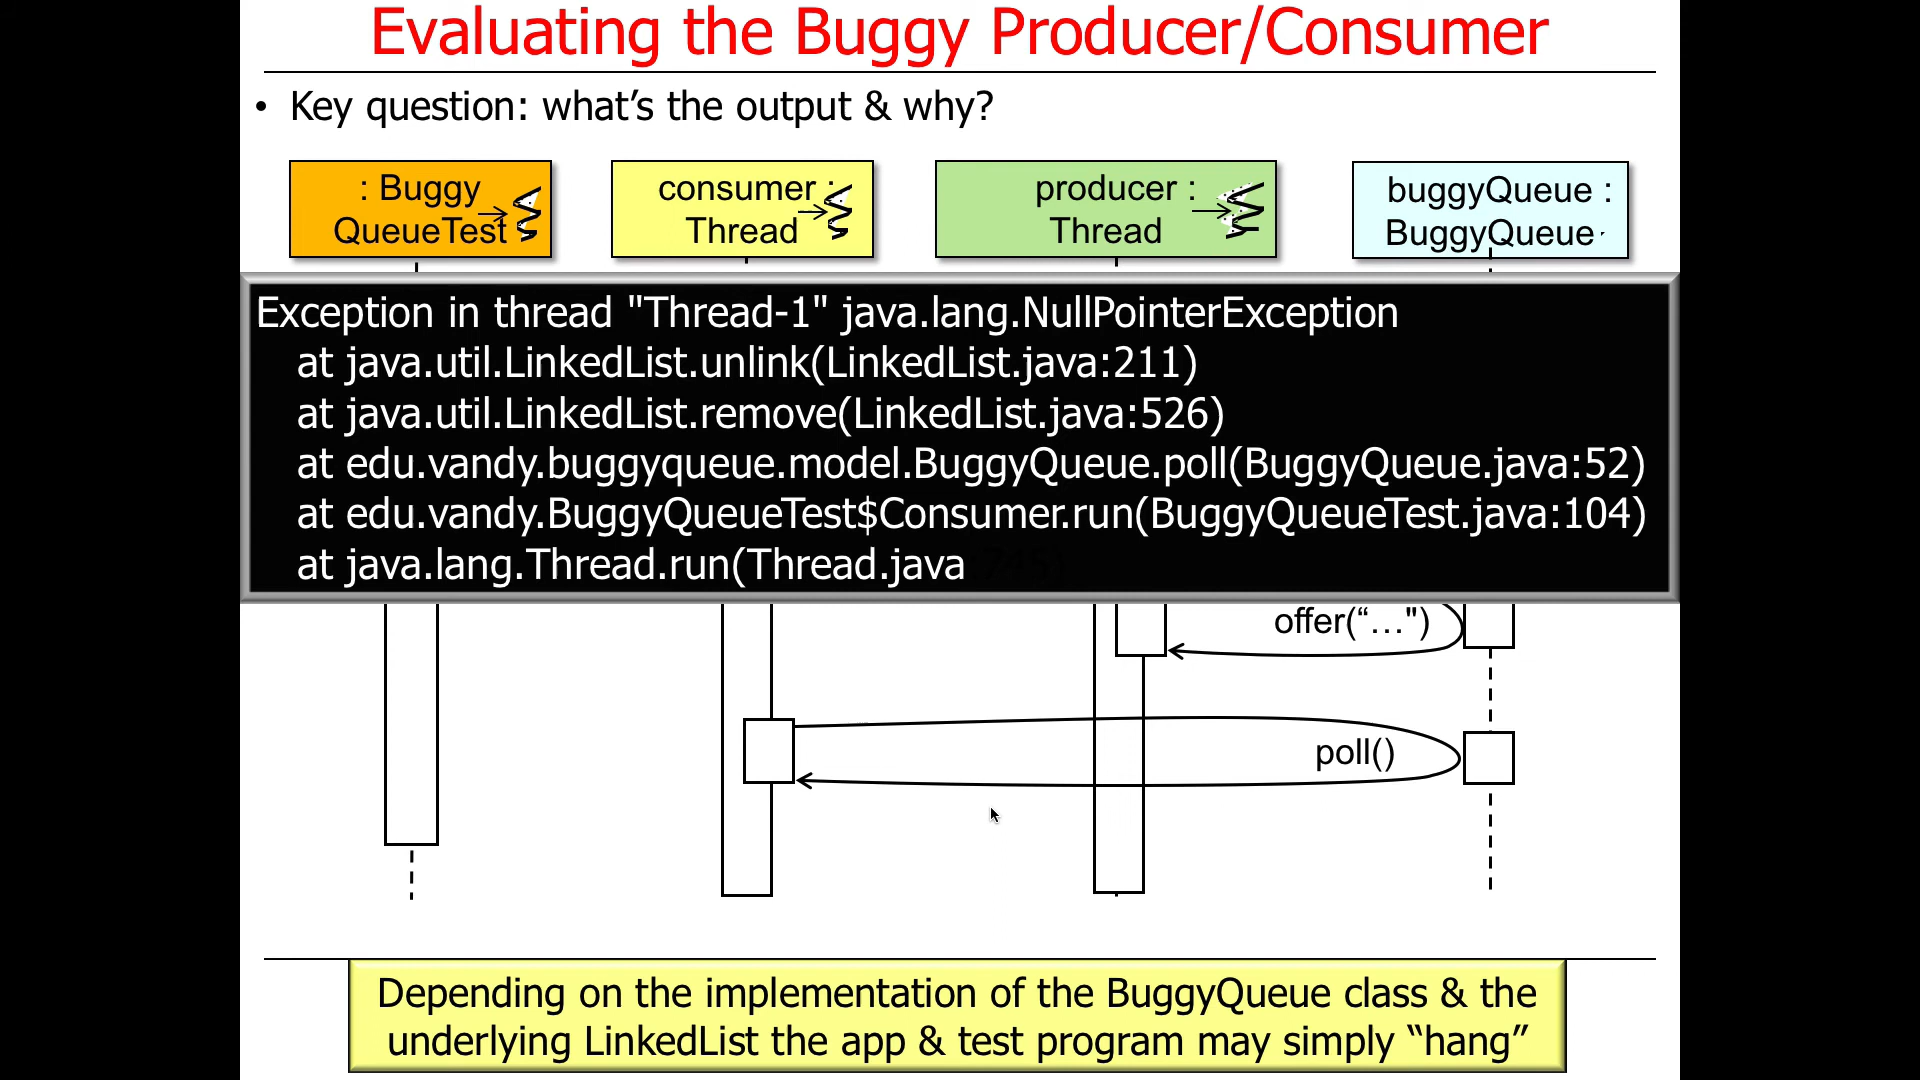 Evaluating the Buggy Producer/Consumer
• Key question: what’s the output & why?
: Buggy
QueueTest
consumer :
Thread
producer :
Thread
buggyQueue :
BuggyQueue
Exception in thread "Thread-1" java.lang.NullPointerException
at java.util.LinkedList.unlink(LinkedList.java:211)
at java.util.LinkedList.remove(LinkedList.java:526)
at edu.vandy.buggyqueue.model.BuggyQueue.poll(BuggyQueue.java:52)
at edu.vandy.BuggyQueueTest$Consumer.run(BuggyQueueTest.java:104)
at java.lang.Thread.run(Thread.java
offer(“…")
poll()
Depending on the implementation of the BuggyQueue class & the
underlying LinkedList the app & test program may simply “hang”